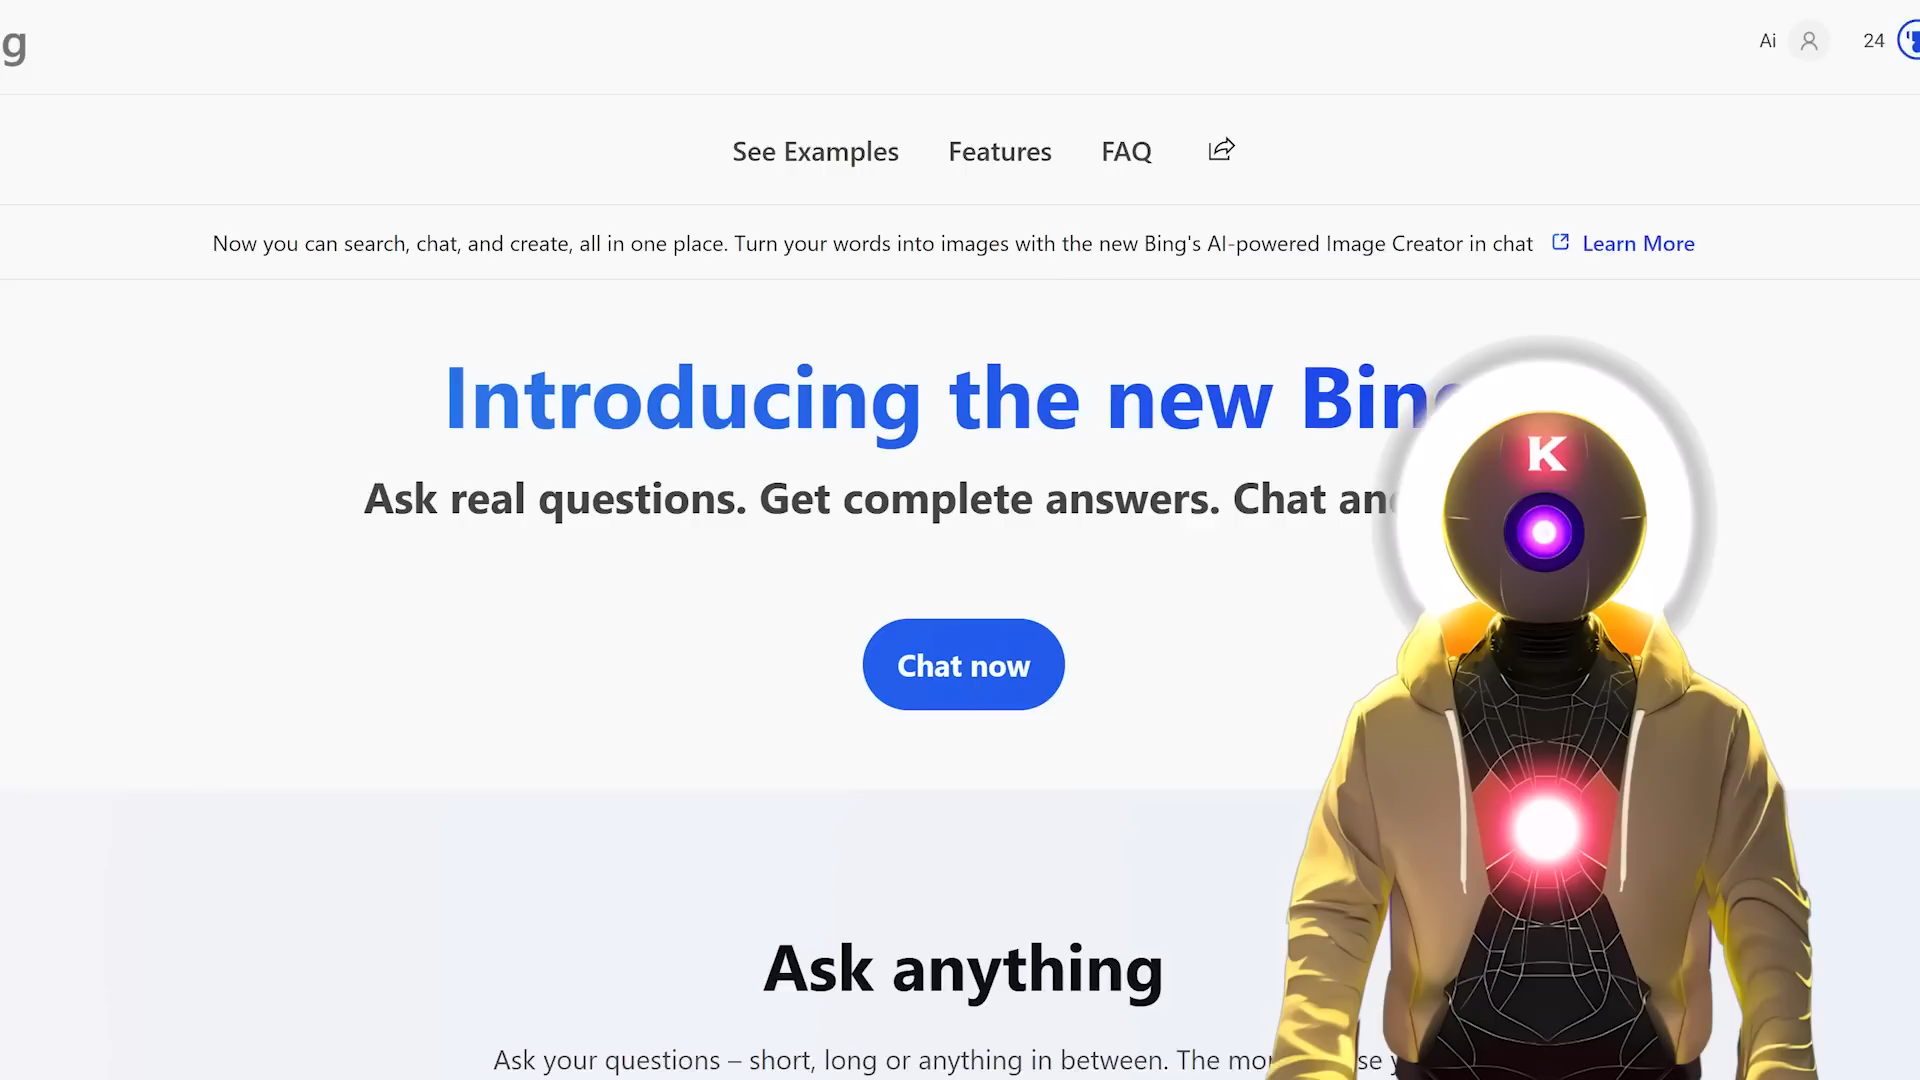 g
Ai 24
See Examples Features FAQ
Now you can search, chat, and create, all in one place. Turn your words into images with the new Bing's AI-powered Image Creator in chat Learn More
Introducing the new Bing
Ask real questions. Get complete answers. Chat and
K
Chat now
Ask anything
Ask your questions – short, long or anything in between. The